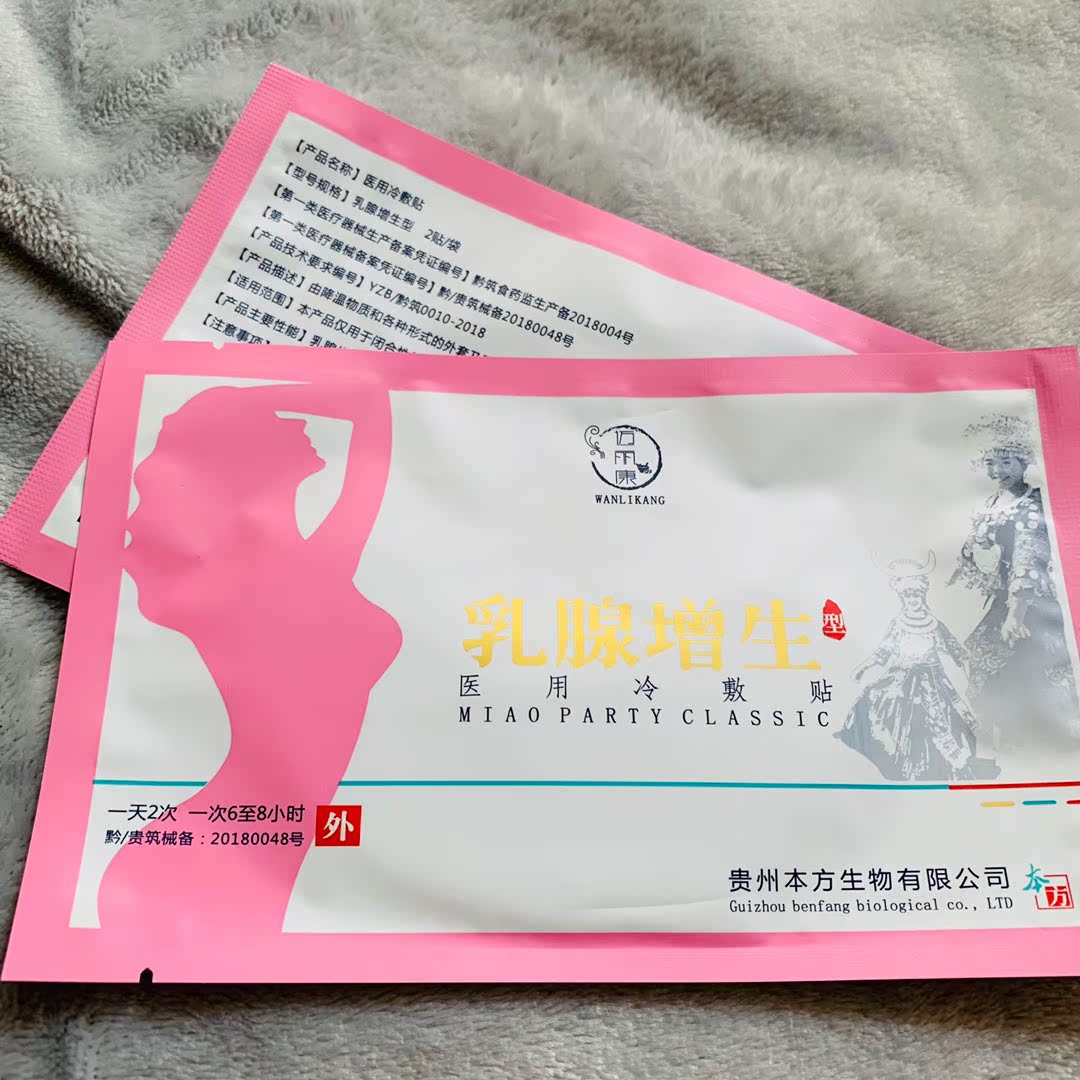 【产品名称】医用冷敷贴
【型号规格】乳腺增生型 2贴/袋
【第一类医疗器械生产备案凭证编号】黔筑食药监生产备2018004号
【第一类医疗器械备案凭证编号】黔/贵筑械备20180048号
【产品技术要求编号】YZB/黔筑0010-2018
【产品描述】由降温物质和各种形式的外套及
【适用范围】本产品仅用于闭合性
【产品主要性能】乳腺增
【注意事项】
WANLIKANG
乳腺增生型
医用冷敷贴
MIAO PARTY CLASSIC
一天2次 一次6至8小时
黔/贵筑械备：20180048号
外
贵州本方生物有限公司
Guizhou benfang biological co., LTD
本方